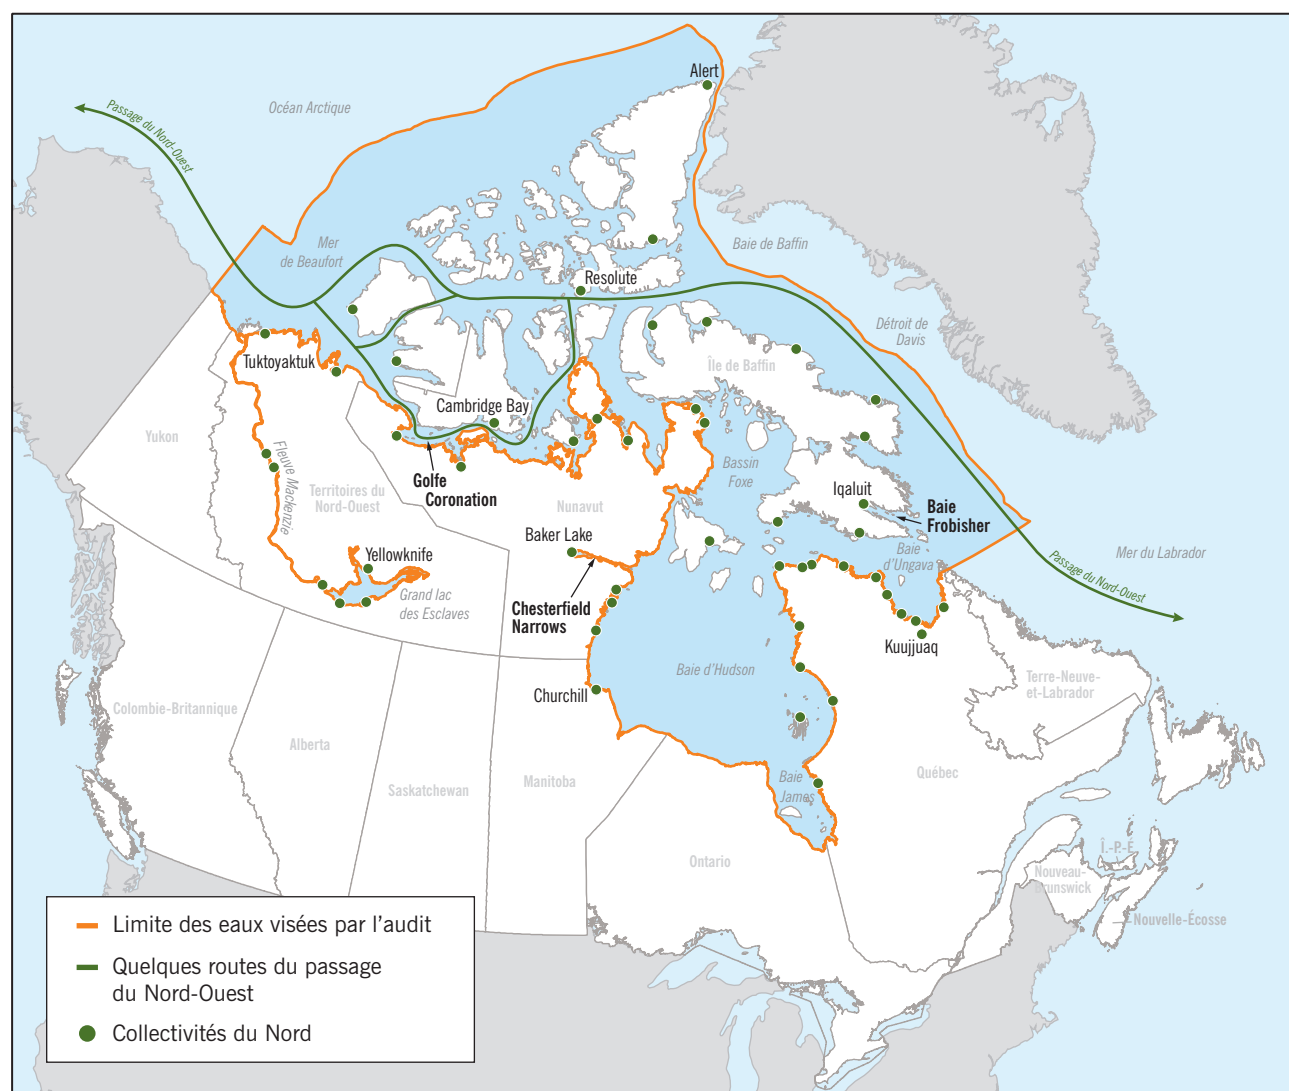 Alert
Océan Arctique
Passage du Nord-Ouest
Mer
de Beaufort
Baie de Baffin
Resolute
Détroit de
Davis
Tuktoyaktuk
Île de Baffin
Cambridge Bay
Yukon
Fleuve Mackenzie
Golfe
Coronation
Territoires du
Nord-Ouest
Nunavut
Bassin
Foxe
Iqaluit
Baie
Frobisher
Baker Lake
Yellowknife
Baie
d'Ungava
Mer du Labrador
Passage du Nord-Ouest
Grand lac
des Esclaves
Chesterfield
Narrows
Kuujjuaq
Baie d'Hudson
Churchill
Terre-Neuve-
et-Labrador
Colombie-Britannique
Alberta
Saskatchewan
Manitoba
Baie
James
Québec
Ontario
Î.-P.-É.
Nouveau-
Brunswick
Nouvelle-Écosse
Limite des eaux visées par l'audit
Quelques routes du passage
du Nord-Ouest
Collectivités du Nord